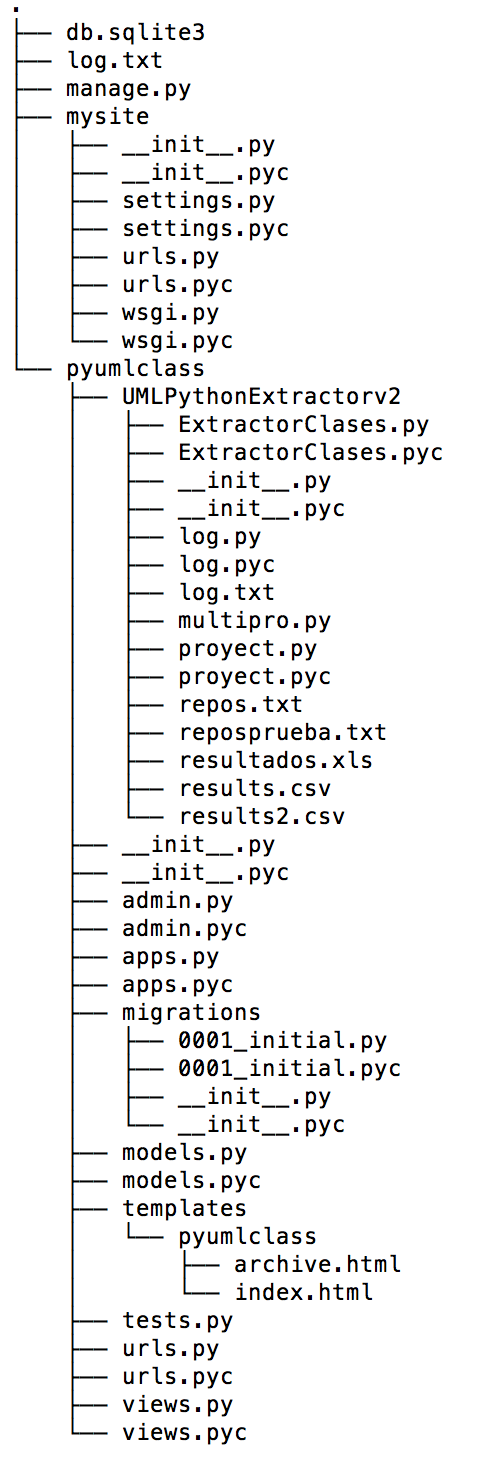 .
├── db.sqlite3
├── log.txt
├── manage.py
├── mysite
│   ├── __init__.py
│   ├── __init__.pyc
│   ├── settings.py
│   ├── settings.pyc
│   ├── urls.py
│   ├── urls.pyc
│   ├── wsgi.py
│   └── wsgi.pyc
└── pyumlclass
    ├── UMLPythonExtractorv2
    │   ├── ExtractorClases.py
    │   ├── ExtractorClases.pyc
    │   ├── __init__.py
    │   ├── __init__.pyc
    │   ├── log.py
    │   ├── log.pyc
    │   ├── log.txt
    │   ├── multipro.py
    │   ├── proyect.py
    │   ├── proyect.pyc
    │   ├── repos.txt
    │   ├── reposprueba.txt
    │   ├── resultados.xls
    │   ├── results.csv
    │   └── results2.csv
    ├── __init__.py
    ├── __init__.pyc
    ├── admin.py
    ├── admin.pyc
    ├── apps.py
    ├── apps.pyc
    ├── migrations
    │   ├── 0001_initial.py
    │   ├── 0001_initial.pyc
    │   ├── __init__.py
    │   └── __init__.pyc
    ├── models.py
    ├── models.pyc
    ├── templates
    │   └── pyumlclass
    │       ├── archive.html
    │       └── index.html
    ├── tests.py
    ├── urls.py
    ├── urls.pyc
    ├── views.py
    └── views.pyc